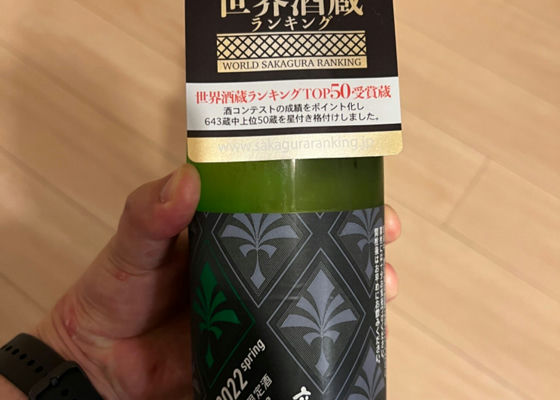 世界酒蔵
ランキング
WORLD SAKAGURA RANKING
世界酒蔵ランキングTOP50受賞蔵
酒コンテストの成績をポイント化し
643蔵中上位50蔵を星付き格付けしました。
www.sakaguraranking.jp
2022 spring
限定酒